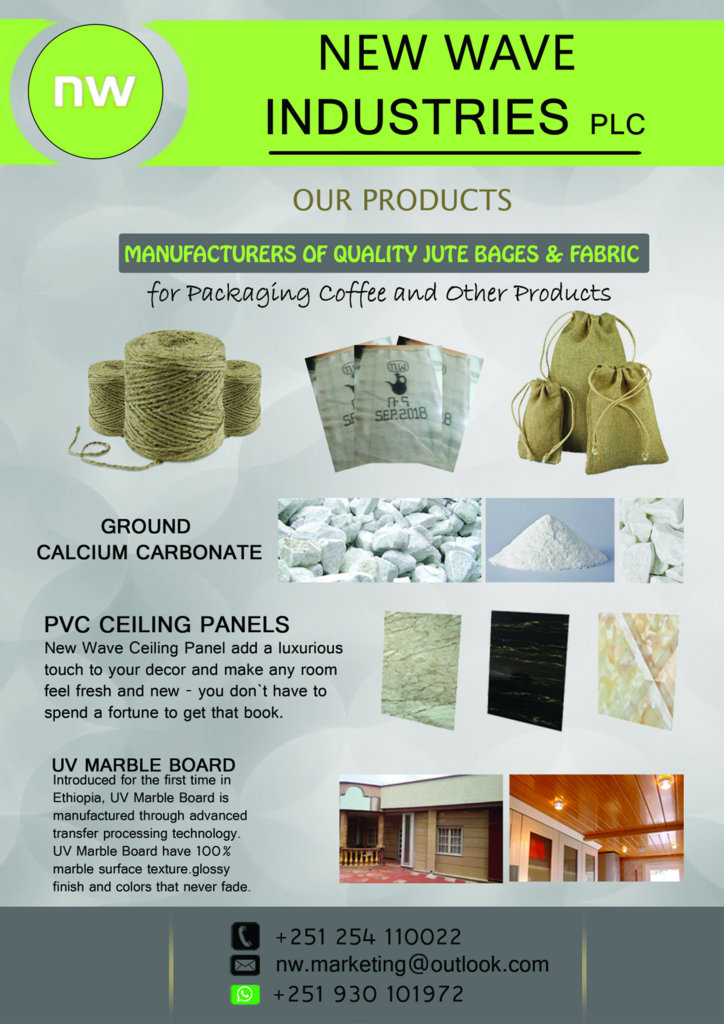 nw
NEW WAVE
INDUSTRIES PLC
OUR PRODUCTS
MANUFACTURERS OF QUALITY JUTE BAGES & FABRIC
for Packaging Coffee and Other Products
nw
ሱ-5
SEP.2018
GROUND
CALCIUM CARBONATE
PVC CEILING PANELS
New Wave Ceiling Panel add a luxurious
touch to your decor and make any room
feel fresh and new - you don`t have to
spend a fortune to get that book.
UV MARBLE BOARD
Introduced for the first time in
Ethiopia, UV Marble Board is
manufactured through advanced
transfer processing technology.
UV Marble Board have 100%
marble surface texture.glossy
finish and colors that never fade.
+251 254 110022
nw.marketing@outlook.com
+251 930 101972